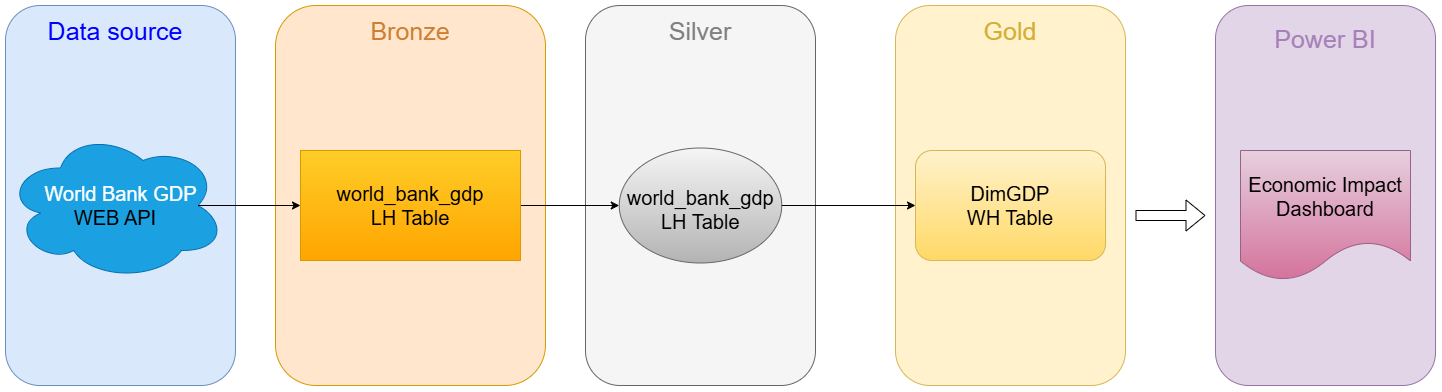 Data source
Bronze
Silver
Gold
Power BI
World Bank GDP
WEB API
world_bank_gdp
LH Table
world_bank_gdp
LH Table
DimGDP
WH Table
Economic Impact
Dashboard